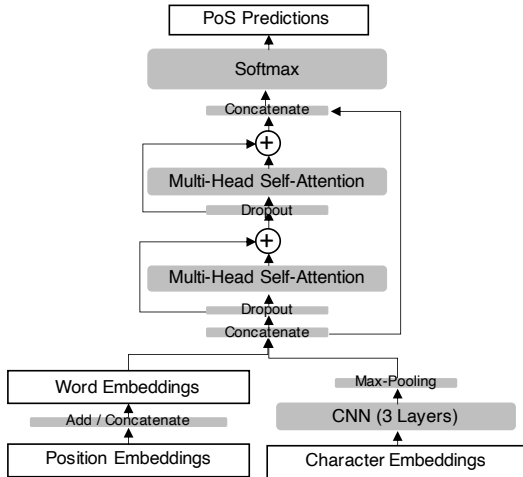 PoS Predictions
Softmax
Concatenate
+
Multi-Head Self-Attention
Dropout
+
Multi-Head Self-Attention
Dropout
Concatenate
Word Embeddings
Add / Concatenate
Position Embeddings
Max-Pooling
CNN (3 Layers)
Character Embeddings